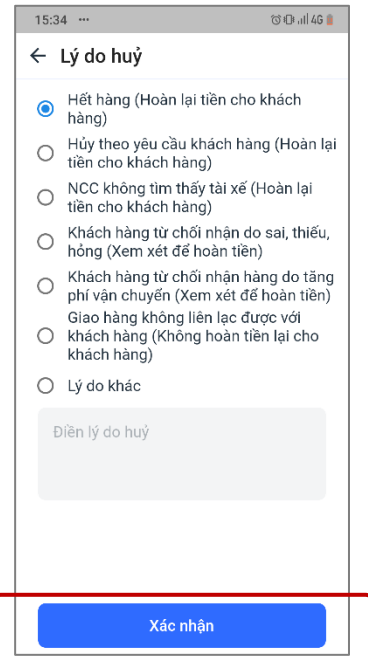 15:34 ...
4G
Lý do huỷ
Hết hàng (Hoàn lại tiền cho khách
hàng)
Hủy theo yêu cầu khách hàng (Hoàn lại
tiền cho khách hàng)
NCC không tìm thấy tài xế (Hoàn lại
tiền cho khách hàng)
Khách hàng từ chối nhận do sai, thiếu,
hỏng (Xem xét để hoàn tiền)
Khách hàng từ chối nhận hàng do tăng
phí vận chuyển (Xem xét để hoàn tiền)
Giao hàng không liên lạc được với
khách hàng (Không hoàn tiền lại cho
khách hàng)
Lý do khác
Điền lý do huỷ
Xác nhận